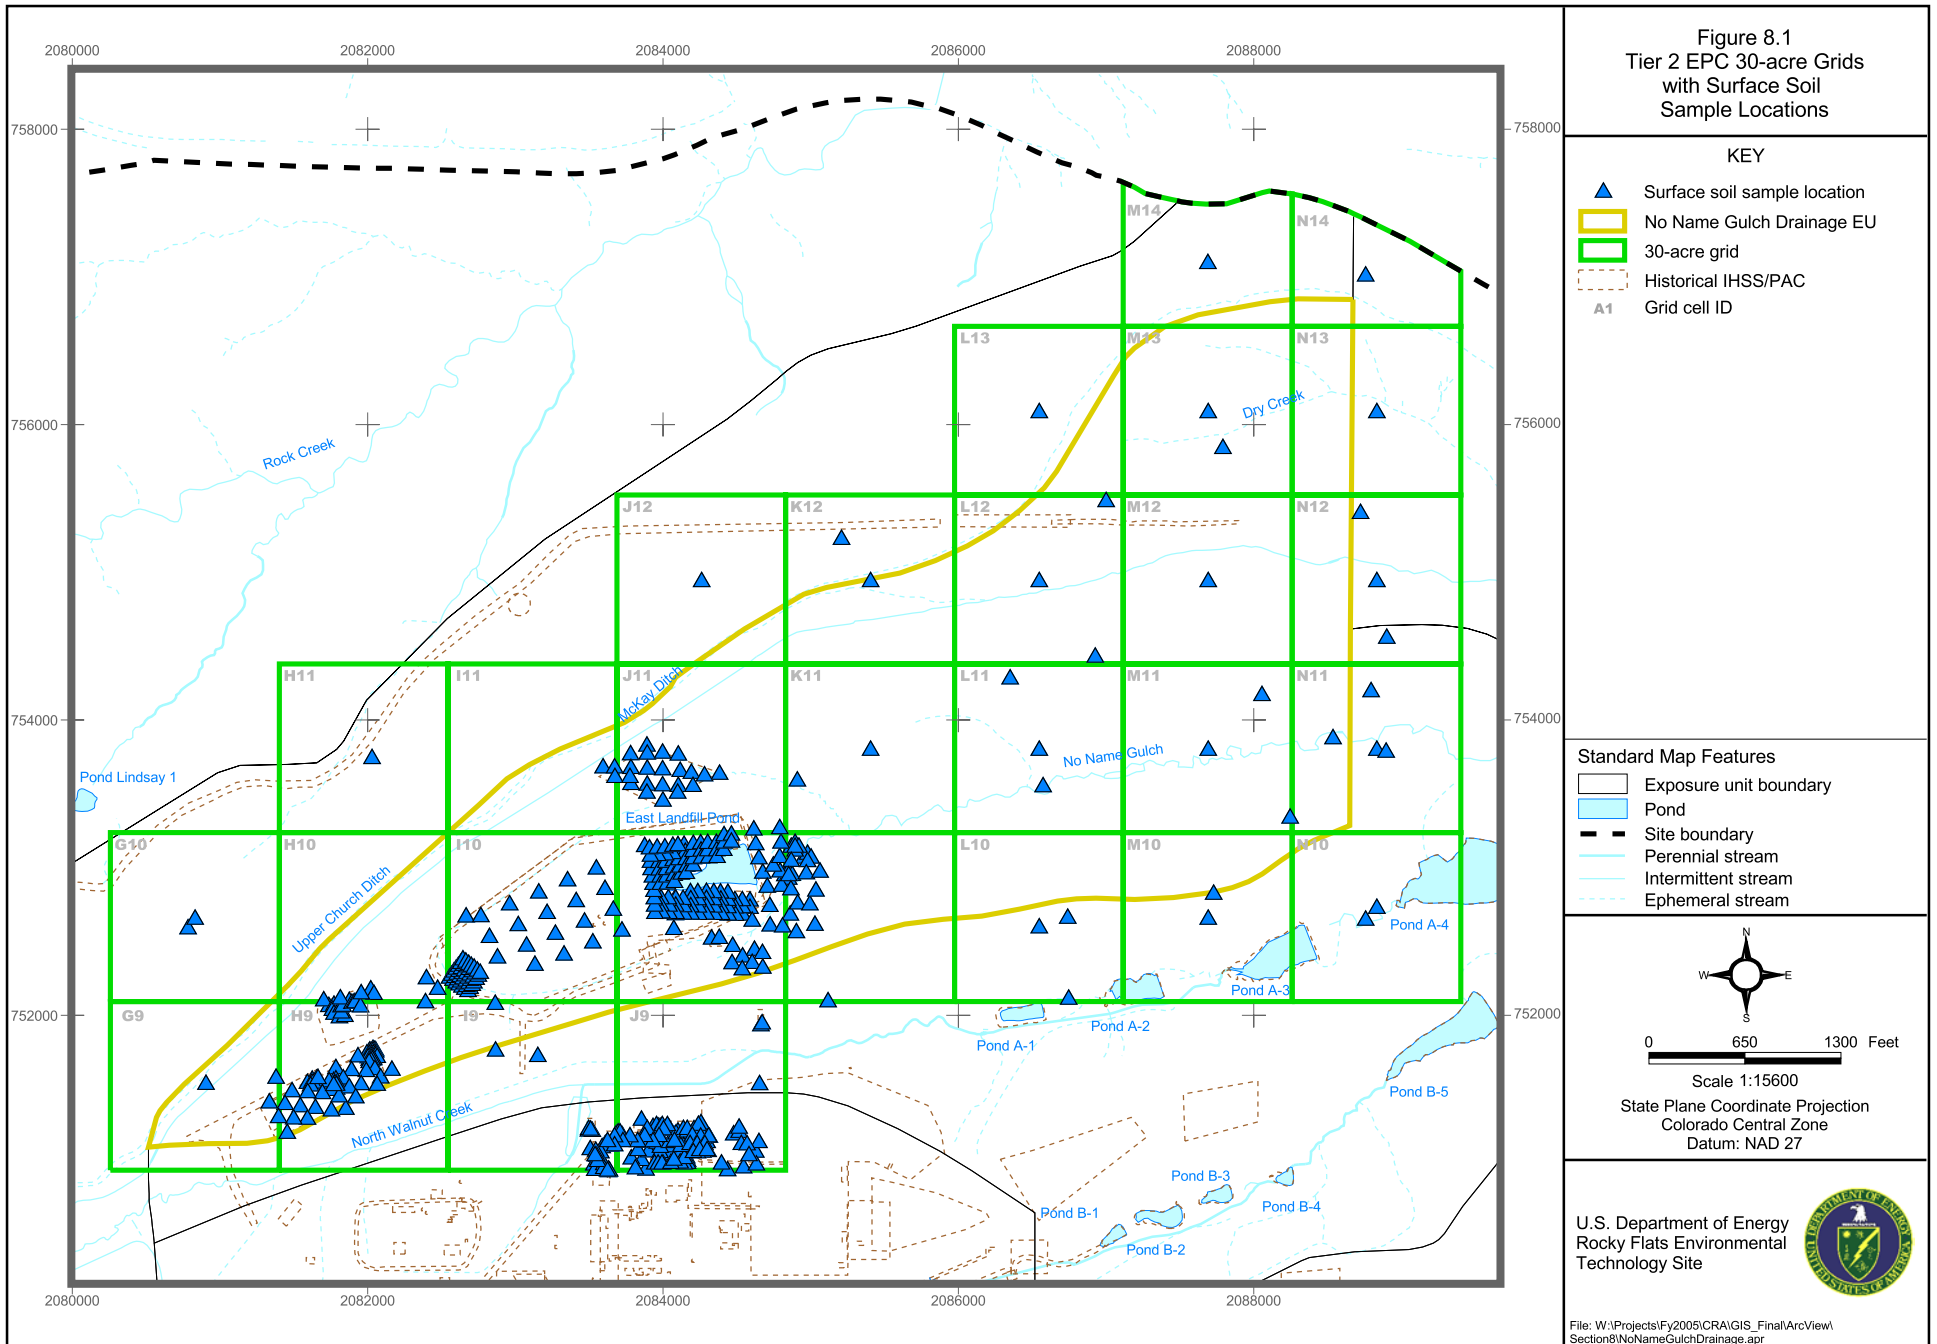 2080000
2082000
2084000
2086000
2088000
758000
756000
754000
752000
758000
756000
754000
752000
2080000
2082000
2084000
2086000
2088000
M14
N14
L13
M13
N13
J12
K12
L12
M12
N12
H11
I11
J11
K11
L11
M11
N11
G10
H10
I10
L10
M10
N10
G9
H9
I9
J9
Rock Creek
Dry Creek
McKay Ditch
No Name Gulch
Pond Lindsay 1
East Landfill Pond
Upper Church Ditch
North Walnut Creek
Pond A-4
Pond A-3
Pond A-2
Pond A-1
Pond B-5
Pond B-3
Pond B-4
Pond B-1
Pond B-2
Figure 8.1
Tier 2 EPC 30-acre Grids
with Surface Soil
Sample Locations
KEY
Surface soil sample location
No Name Gulch Drainage EU
30-acre grid
Historical IHSS/PAC
A1 Grid cell ID
Standard Map Features
Exposure unit boundary
Pond
Site boundary
Perennial stream
Intermittent stream
Ephemeral stream
N
W E
S
0 650 1300 Feet
Scale 1:15600
State Plane Coordinate Projection
Colorado Central Zone
Datum: NAD 27
U.S. Department of Energy
Rocky Flats Environmental
Technology Site
DEPARTMENT OF ENERGY
UNITED STATES OF AMERICA
File: W:\Projects\Fy2005\CRA\GIS_Final\ArcView\
Section8\NoNameGulchDrainage.apr